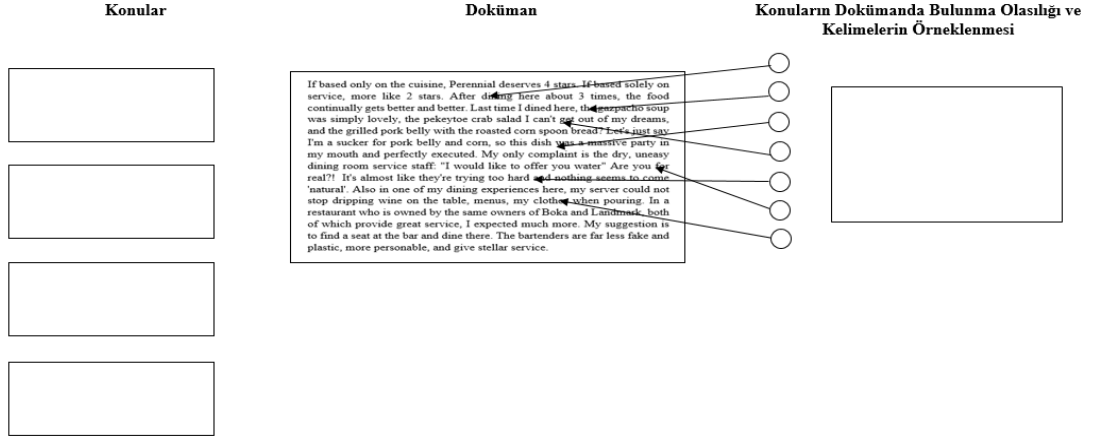 Konular
Doküman
Konuların Dokümanda Bulunma Olasılığı ve
Kelimelerin Örneklenmesi
If based only on the cuisine, Perennial deserves 4 stars. If based solely on
service, more like 2 stars. After dining here about 3 times, the food
continually gets better and better. Last time I dined here, the gazpacho soup
was simply lovely, the pekeytoe crab salad I can't get out of my dreams,
and the grilled pork belly with the roasted corn spoon bread? Let's just say
I'm a sucker for pork belly and corn, so this dish was a massive party in
my mouth and perfectly executed. My only complaint is the dry, uneasy
dining room service staff: "I would like to offer you water" Are you for
real?! It's almost like they're trying too hard and nothing seems to come
'natural'. Also in one of my dining experiences here, my server could not
stop dripping wine on the table, menus, my clothes when pouring. In a
restaurant who is owned by the same owners of Boka and Landmark, both
of which provide great service, I expected much more. My suggestion is
to find a seat at the bar and dine there. The bartenders are far less fake and
plastic, more personable, and give stellar service.